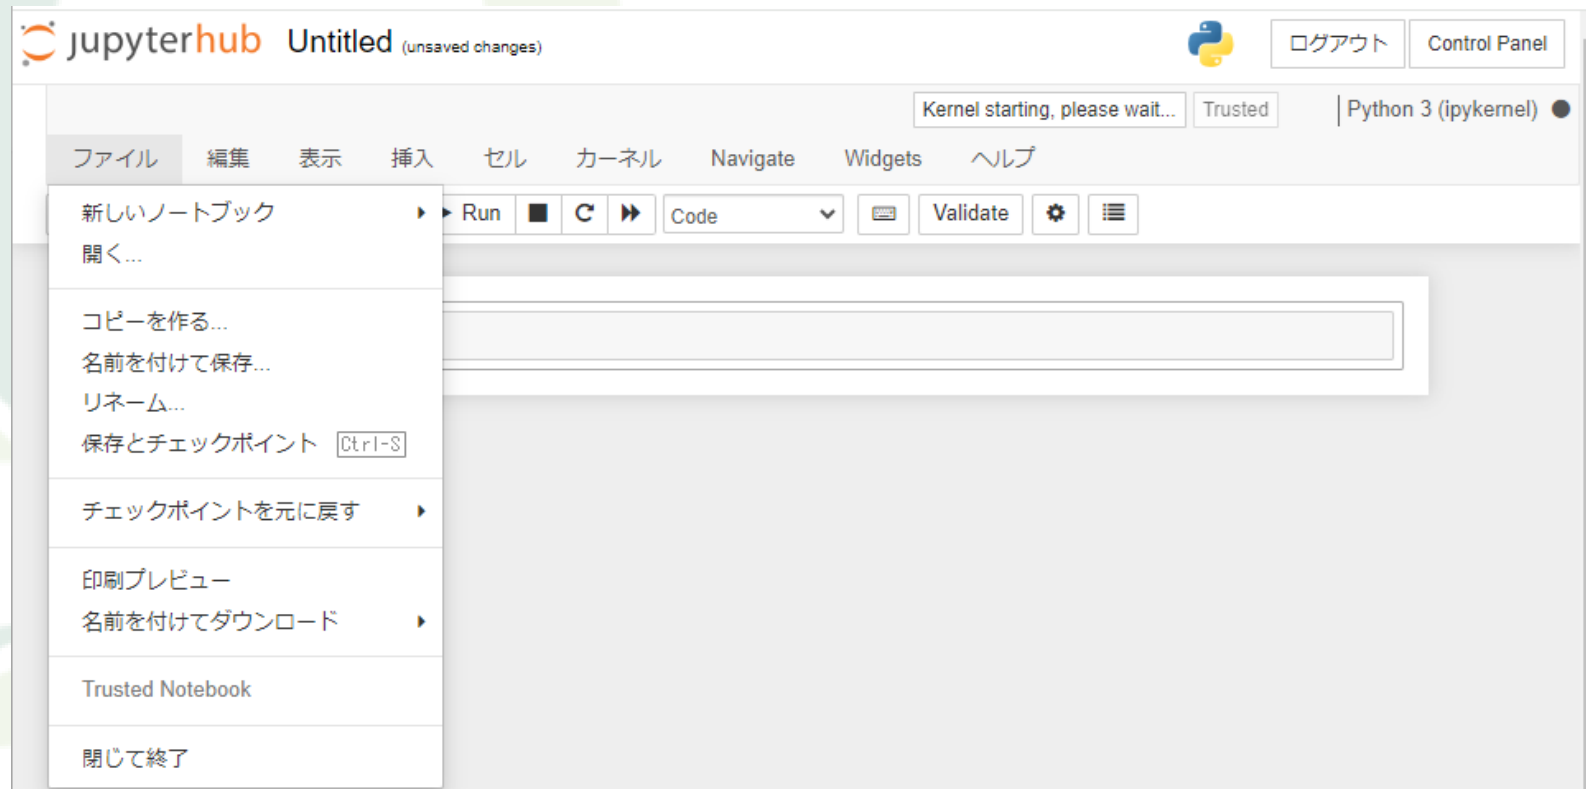 jupyterhub Untitled (unsaved changes) ログアウト Control Panel
Kernel starting, please wait... Trusted Python 3 (ipykernel)
ファイル 編集 表示 挿入 セル カーネル Navigate Widgets ヘルプ
Run Code Validate
新しいノートブック
開く...
コピーを作る...
名前を付けて保存...
リネーム...
保存とチェックポイント Ctrl-S
チェックポイントを元に戻す
印刷プレビュー
名前を付けてダウンロード
Trusted Notebook
閉じて終了